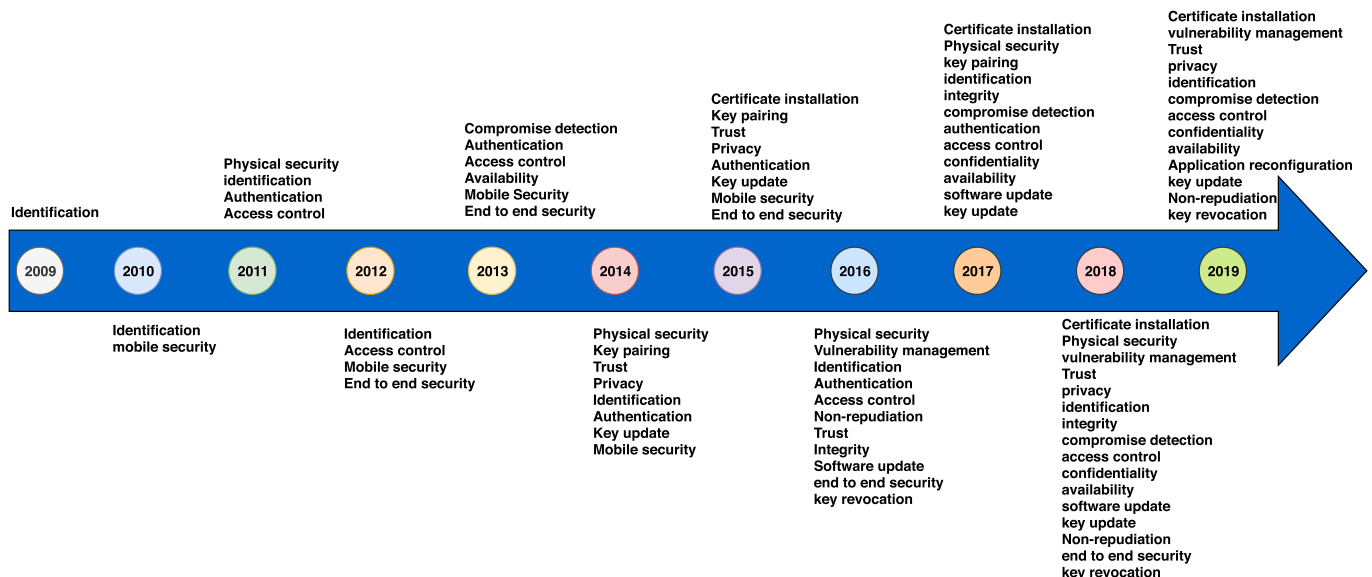 Identification
2009
Identification
mobile security
2010
Physical security
identification
Authentication
Access control
2011
Identification
Access control
Mobile security
End to end security
2012
Compromise detection
Authentication
Access control
Availability
Mobile Security
End to end security
2013
Physical security
Key pairing
Trust
Privacy
Identification
Authentication
Key update
Mobile security
2014
Certificate installation
Key pairing
Trust
Privacy
Authentication
Key update
Mobile security
End to end security
2015
Physical security
Vulnerability management
Identification
Authentication
Access control
Non-repudiation
Trust
Integrity
Software update
end to end security
key revocation
2016
Certificate installation
Physical security
key pairing
identification
integrity
compromise detection
authentication
access control
confidentiality
availability
software update
key update
2017
Certificate installation
Physical security
vulnerability management
Trust
privacy
identification
integrity
compromise detection
access control
confidentiality
availability
software update
key update
Non-repudiation
end to end security
key revocation
2018
Certificate installation
vulnerability management
Trust
privacy
identification
compromise detection
access control
confidentiality
availability
Application reconfiguration
key update
Non-repudiation
key revocation
2019